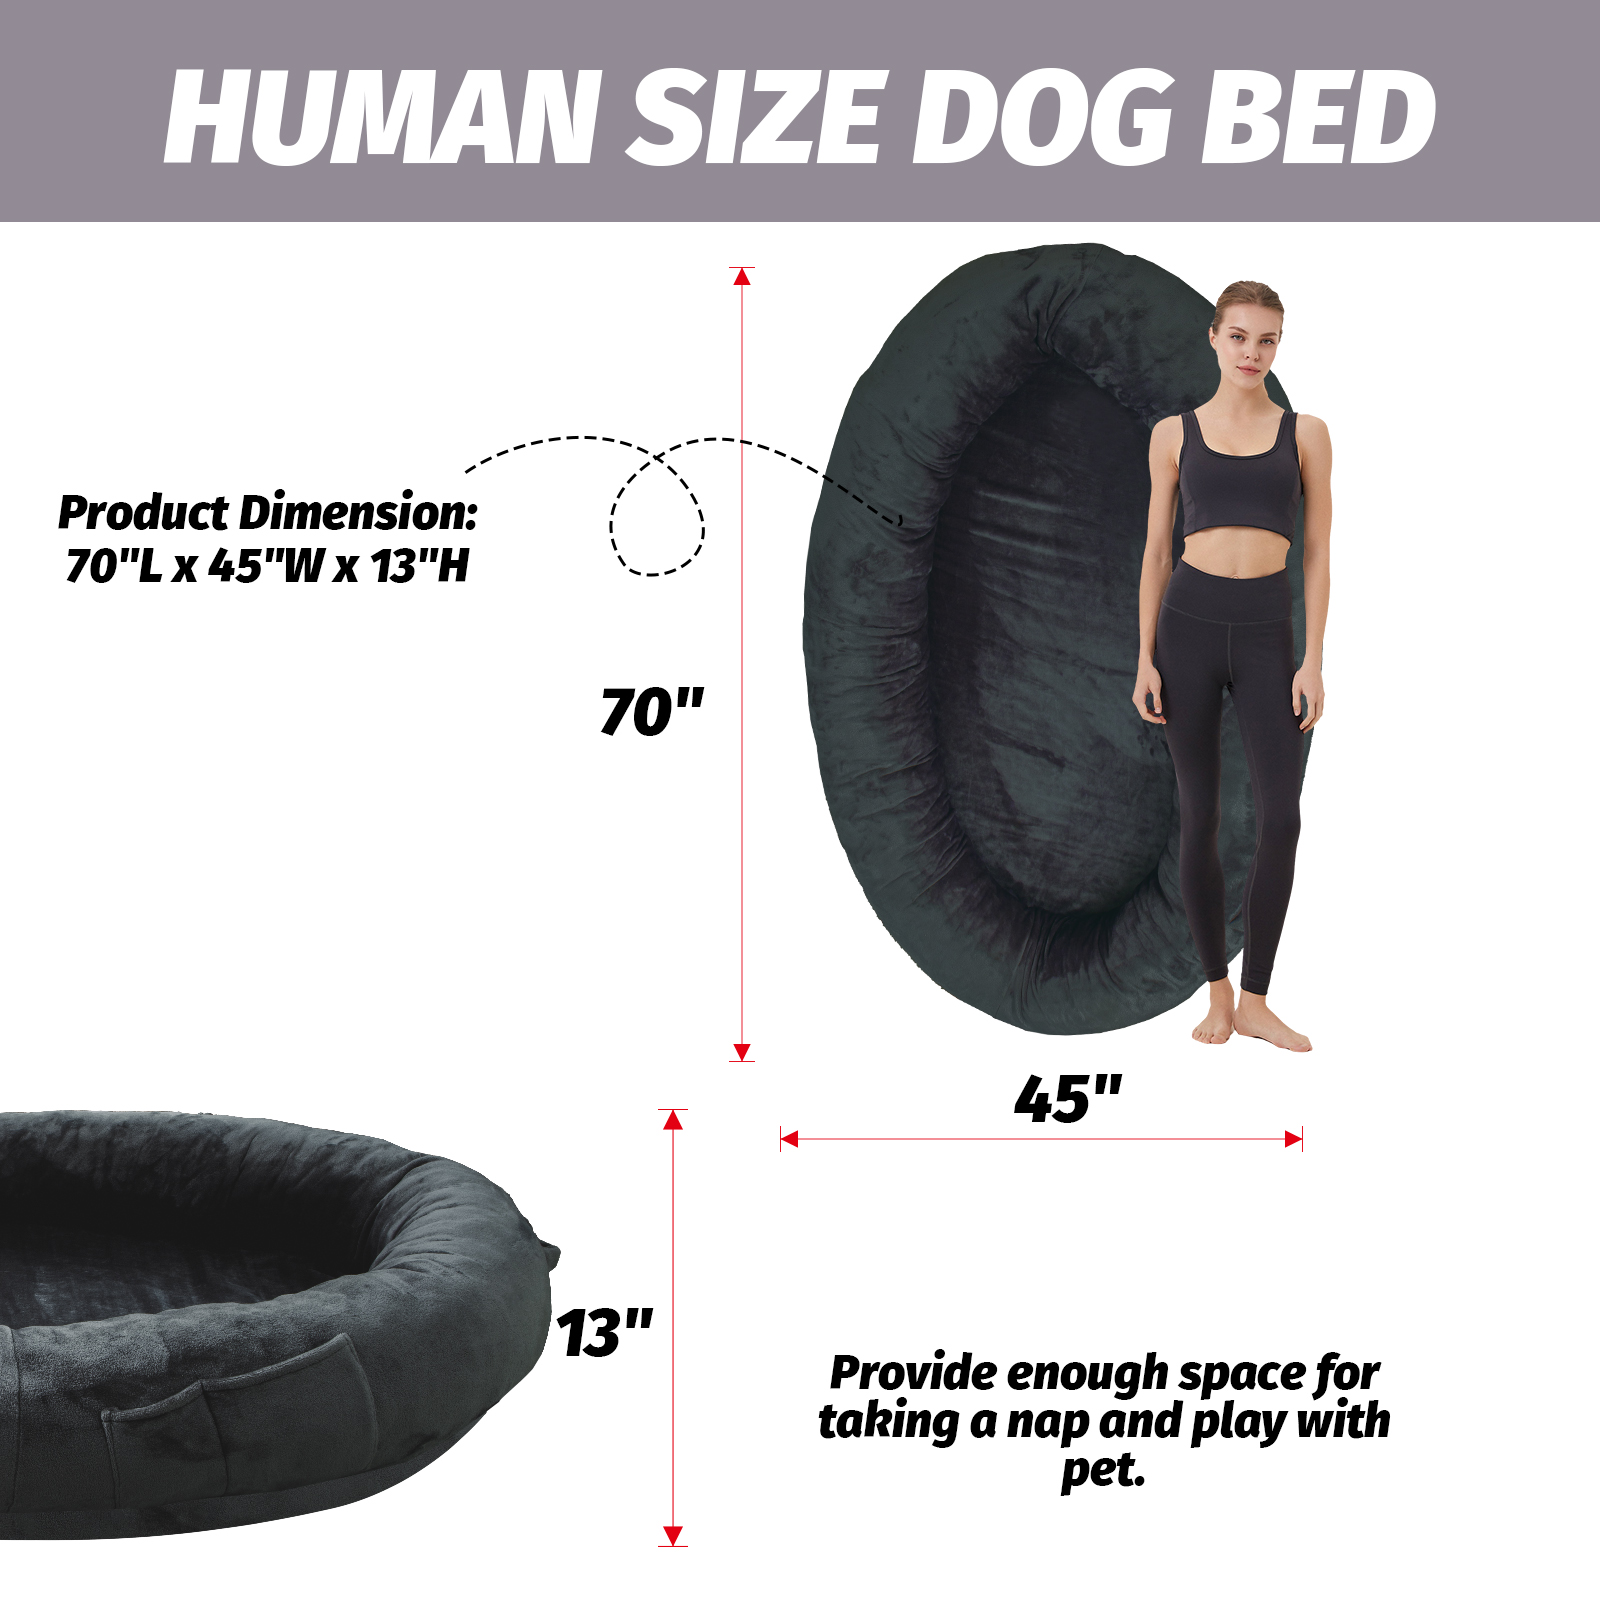 HUMAN SIZE DOG BED
Product Dimension:
70"L x 45"W x 13"H
70"
45"
13"
Provide enough space for
taking a nap and play with
pet.